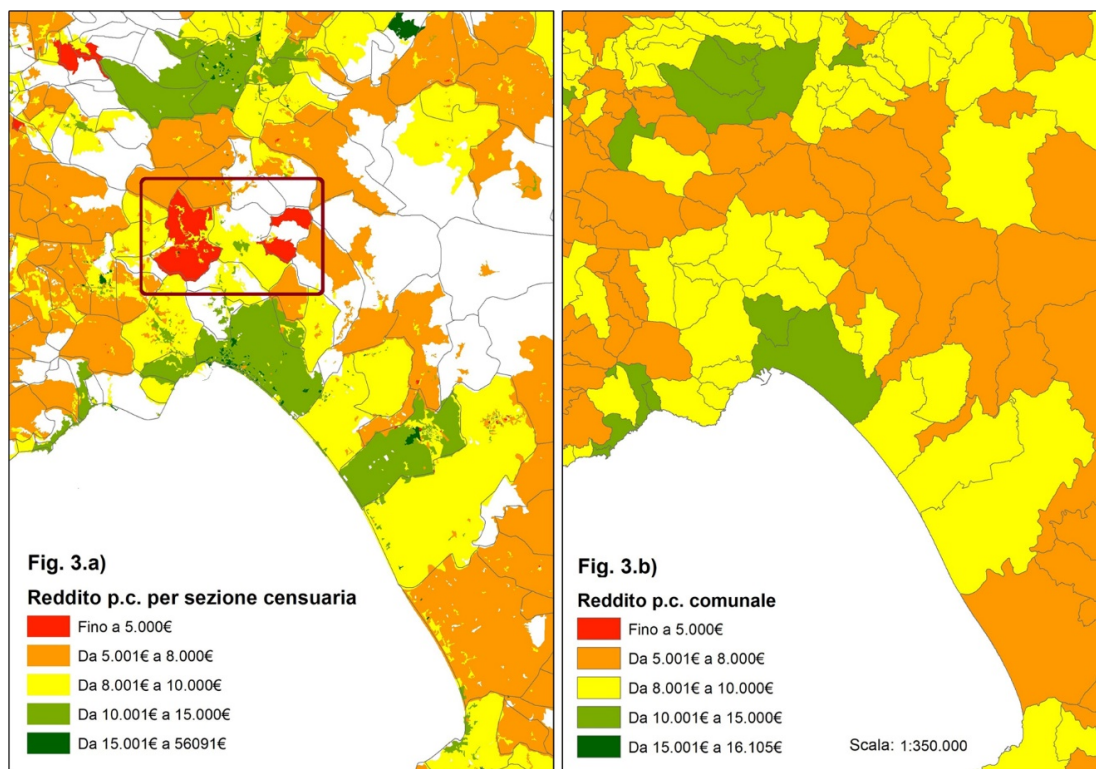 Fig. 3.a)
Reddito p.c. per sezione censuaria
Fino a 5.000€
Da 5.001€ a 8.000€
Da 8.001€ a 10.000€
Da 10.001€ a 15.000€
Da 15.001€ a 56091€
Fig. 3.b)
Reddito p.c. comunale
Fino a 5.000€
Da 5.001€ a 8.000€
Da 8.001€ a 10.000€
Da 10.001€ a 15.000€
Da 15.001€ a 16.105€
Scala: 1:350.000